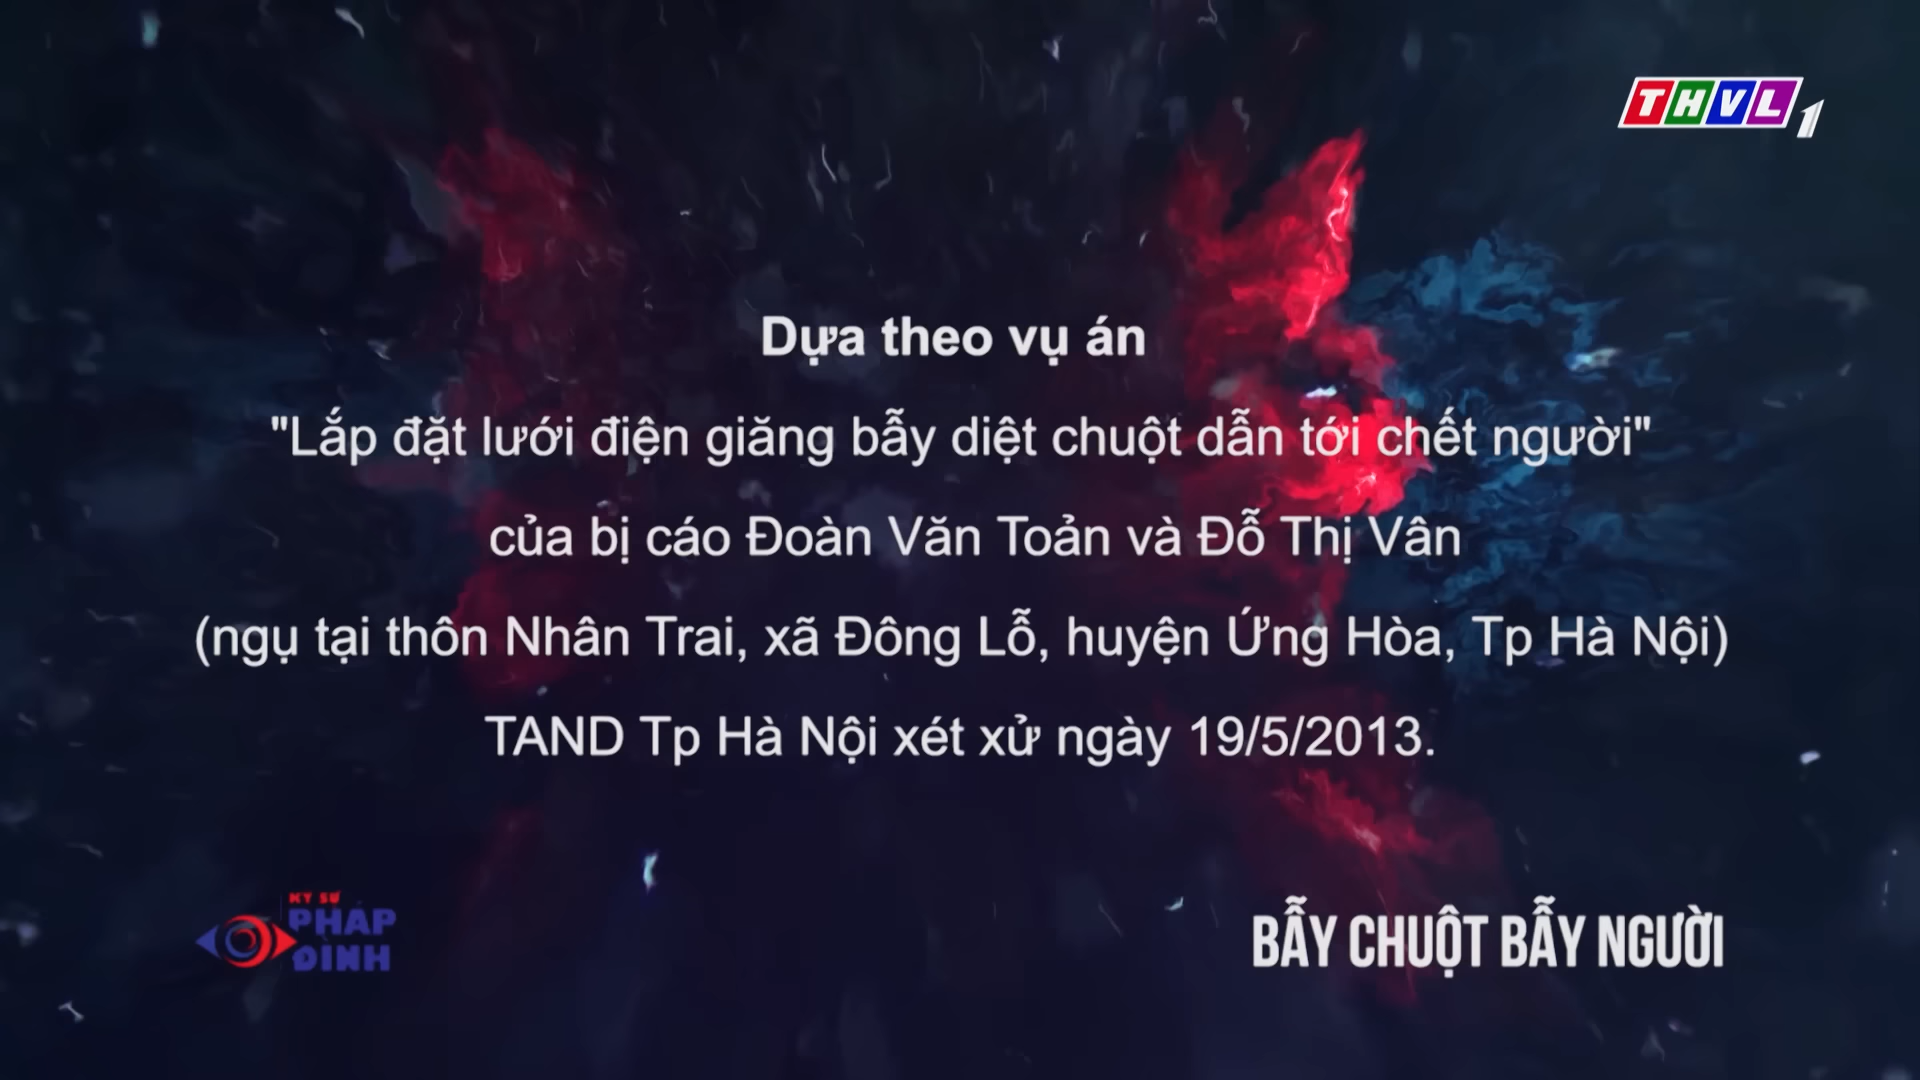 THVL1
Dựa theo vụ án
"Lắp đặt lưới điện giăng bẫy diệt chuột dẫn tới chết người"
của bị cáo Đoàn Văn Toản và Đỗ Thị Vân
(ngụ tại thôn Nhân Trai, xã Đông Lỗ, huyện Ứng Hòa, Tp Hà Nội)
TAND Tp Hà Nội xét xử ngày 19/5/2013.
KÝ SỰ
PHÁP
ĐÌNH
BẪY CHUỘT BẪY NGƯỜI